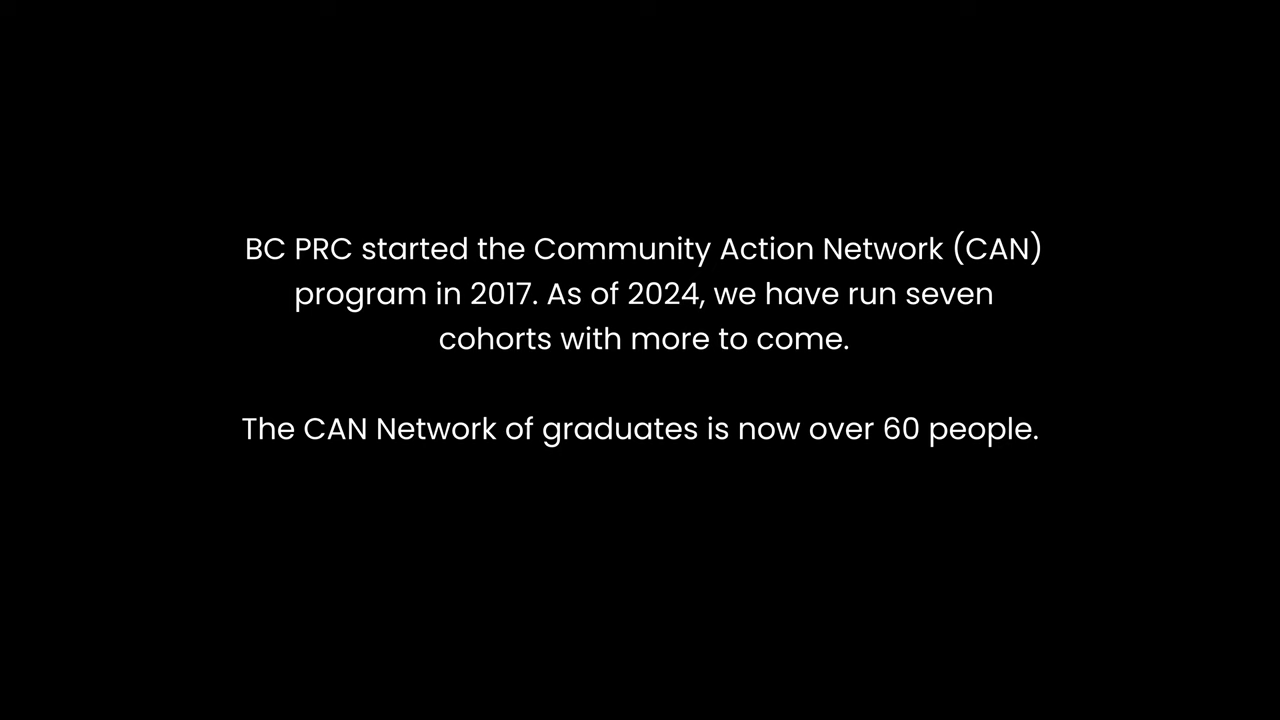 BC PRC started the Community Action Network (CAN)
program in 2017. As of 2024, we have run seven
cohorts with more to come.
The CAN Network of graduates is now over 60 people.